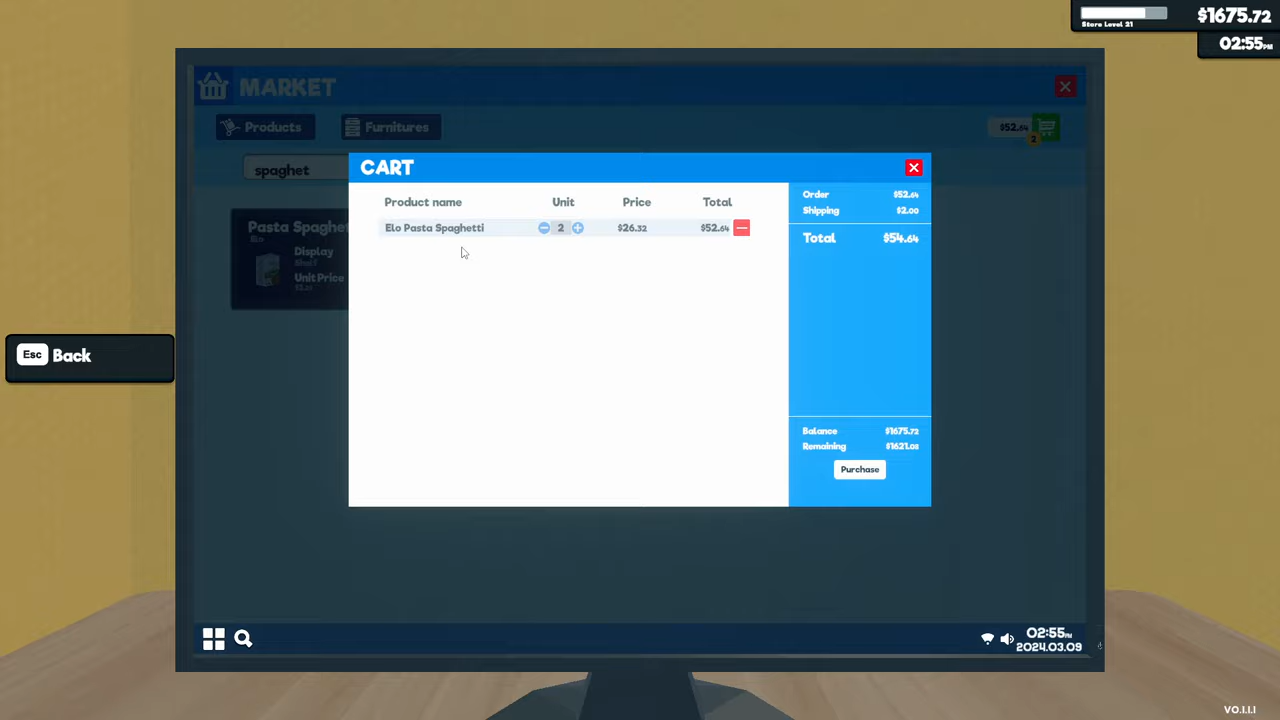 $1675.72
Store Level 21
02:55PM
MARKET
Products
Furnitures
$52.64
2
spaghet
CART
Product name Unit Price Total
Elo Pasta Spaghetti 2 $26.32 $52.64
Order $52.64
Shipping $2.00
Total $54.64
Balance $1675.72
Remaining $1621.08
Purchase
Pasta Spaghe
Elo
Display
Shelf
Unit Price
Esc Back
02:55PM
2024.03.09
V0.1.1.1